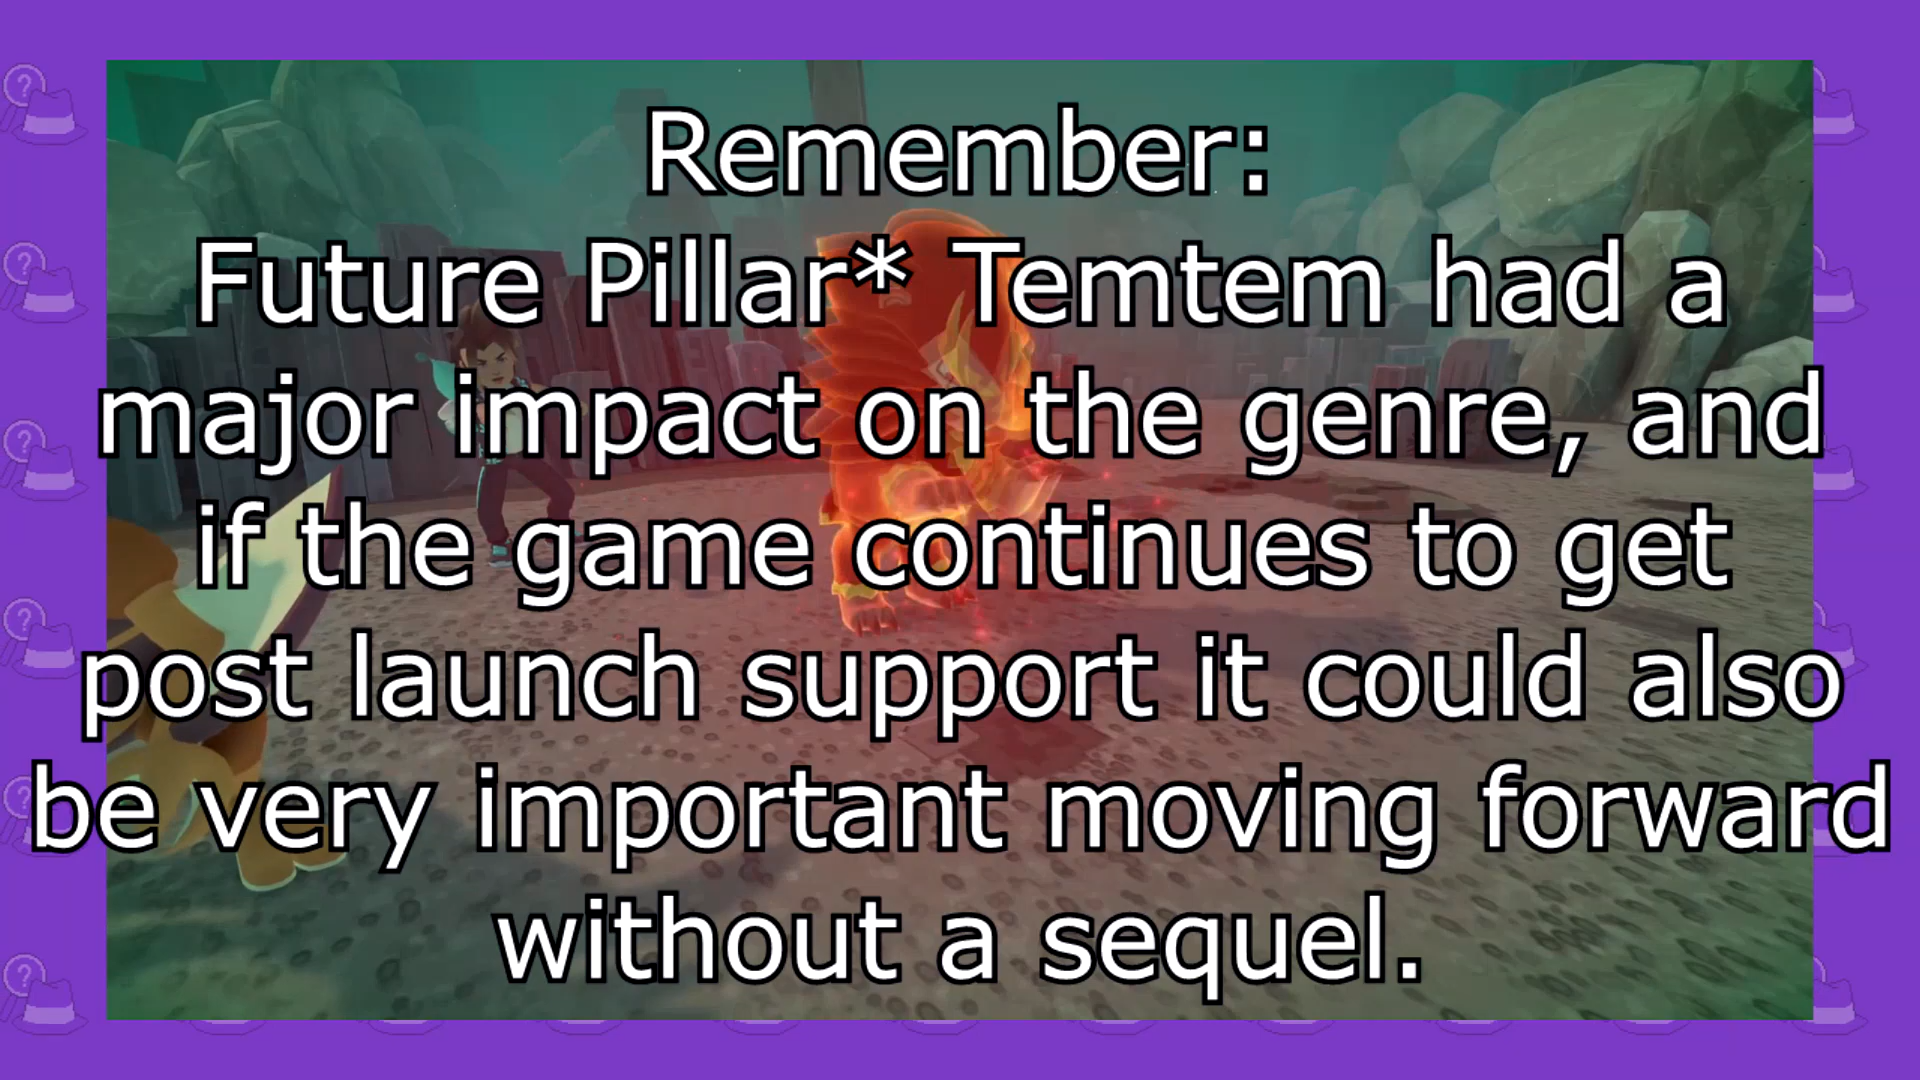 Remember:
Future Pillar* Temtem had a
major impact on the genre, and
if the game continues to get
post launch support it could also
be very important moving forward
without a sequel.